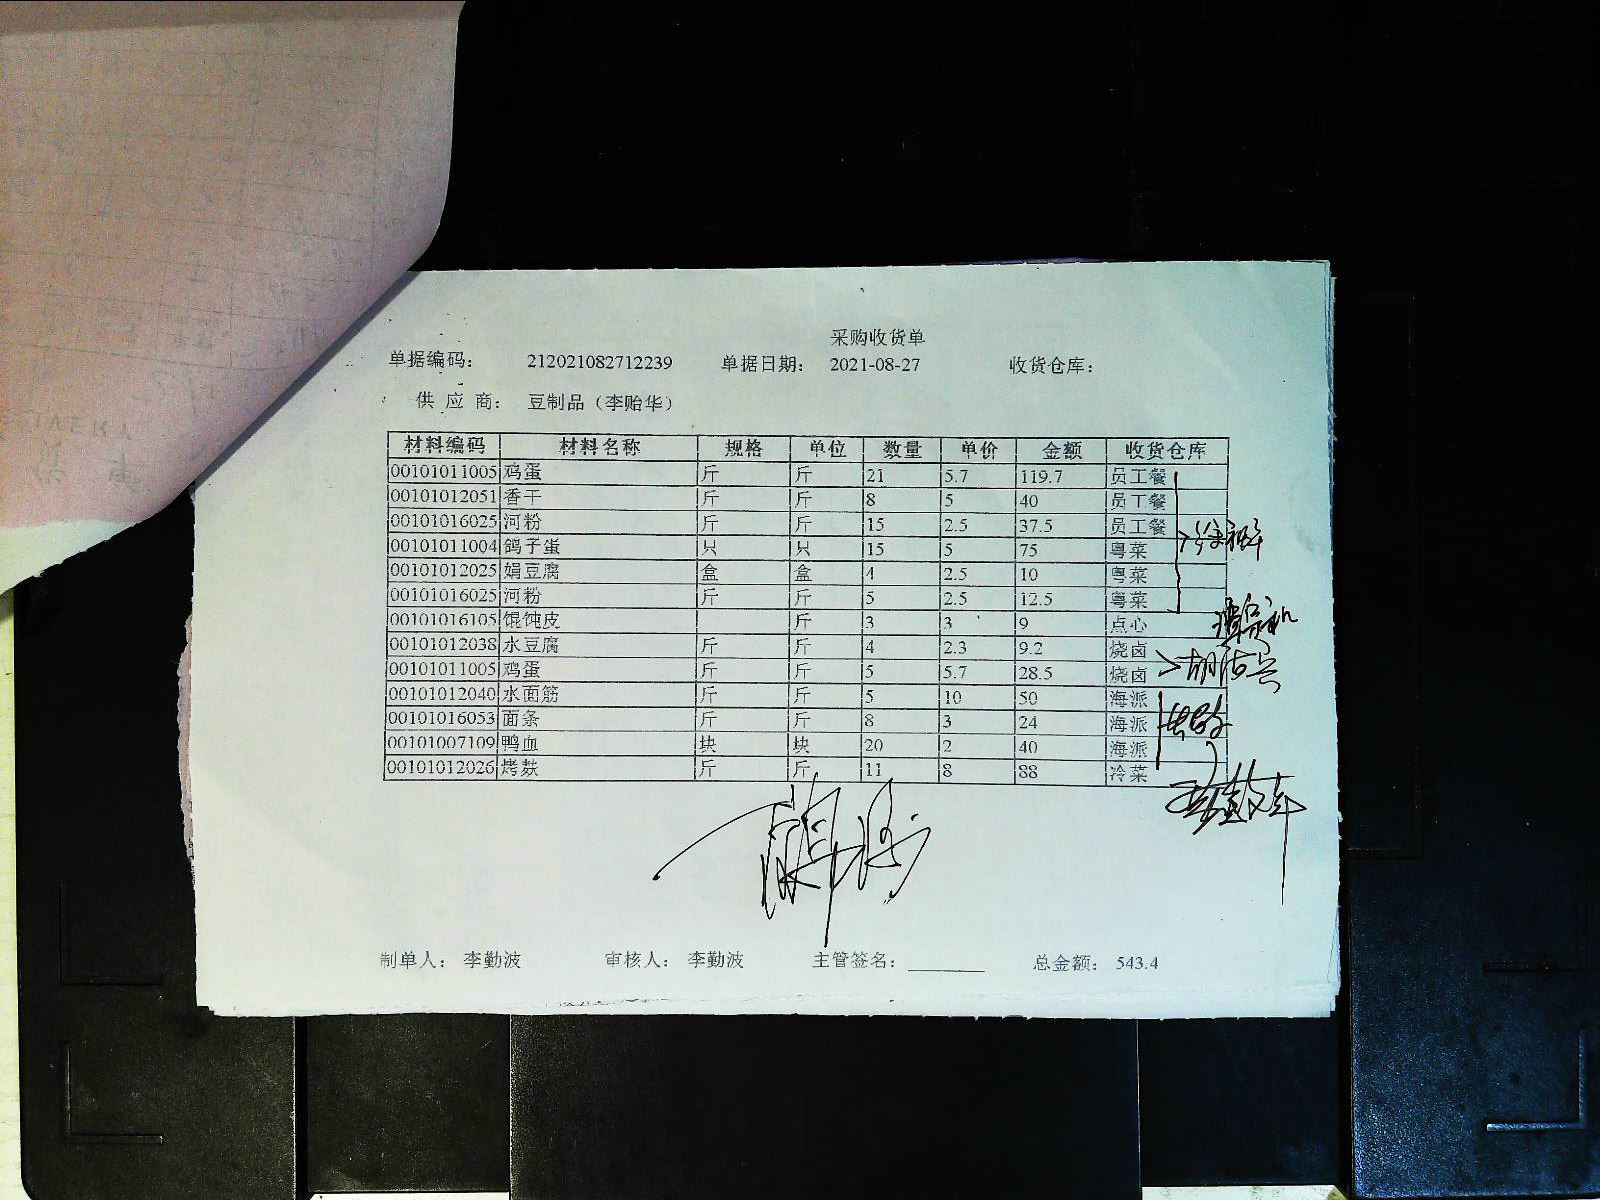 采购收货单
单据编码： 212021082712239 单据日期： 2021-08-27 收货仓库：
供 应 商： 豆制品（李贻华）
材料编码 材料名称 规格 单位 数量 单价 金额 收货仓库
00101011005 鸡蛋 斤 斤 21 5.7 119.7 员工餐
00101012051 香干 斤 斤 8 5 40 员工餐
00101016025 河粉 斤 斤 15 2.5 37.5 员工餐
00101011004 鸽子蛋 只 只 15 5 75 粤菜
00101012025 娟豆腐 盒 盒 4 2.5 10 粤菜
00101016025 河粉 斤 斤 5 2.5 12.5 粤菜
00101016105 馄饨皮 斤 3 3 9 点心
00101012038 水豆腐 斤 斤 4 2.3 9.2 烧卤
00101011005 鸡蛋 斤 斤 5 5.7 28.5 烧卤
00101012040 水面筋 斤 斤 5 10 50 海派
00101016053 面条 斤 斤 8 3 24 海派
00101007109 鸭血 块 块 20 2 40 海派
00101012026 烤麸 斤 斤 11 8 88 冷菜
制单人： 李勤波 审核人： 李勤波 主管签名： 总金额： 543.4